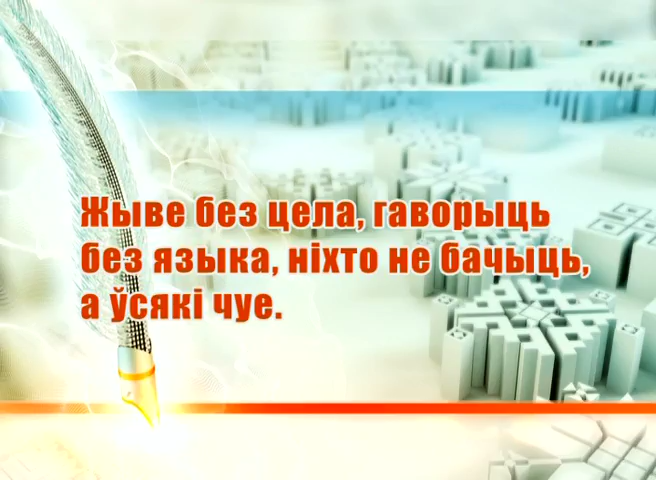 Жыве без цела, гаворыць
без языка, ніхто не бачыць,
а ўсякі чуе.